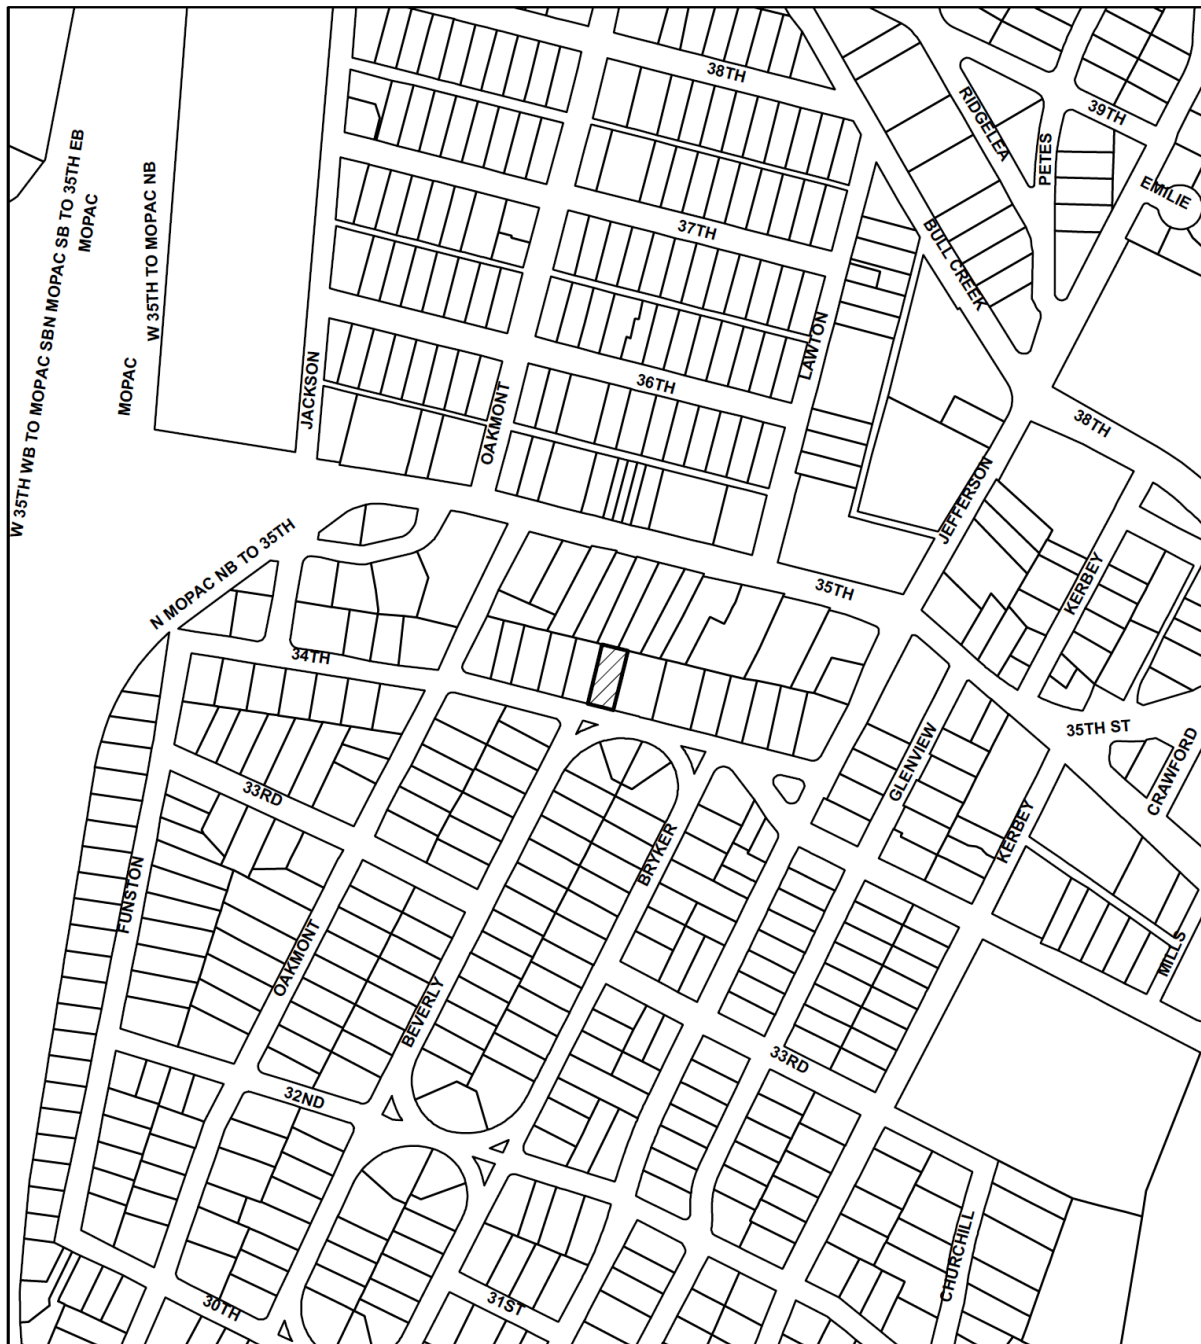 38TH
RIDGELEA
39TH
PETES
EMILIE
W 35TH WB TO MOPAC SBN MOPAC SB TO 35TH EB
MOPAC
W 35TH TO MOPAC NB
37TH
BULL CREEK
MOPAC
JACKSON
LAWTON
36TH
OAKMONT
38TH
JEFFERSON
N MOPAC NB TO 35TH
35TH
KERBEY
34TH
35TH ST
GLENVIEW
CRAWFORD
33RD
KERBEY
BRYKER
FUNSTON
OAKMONT
MILLS
BEVERLY
33RD
32ND
CHURCHILL
30TH
31ST